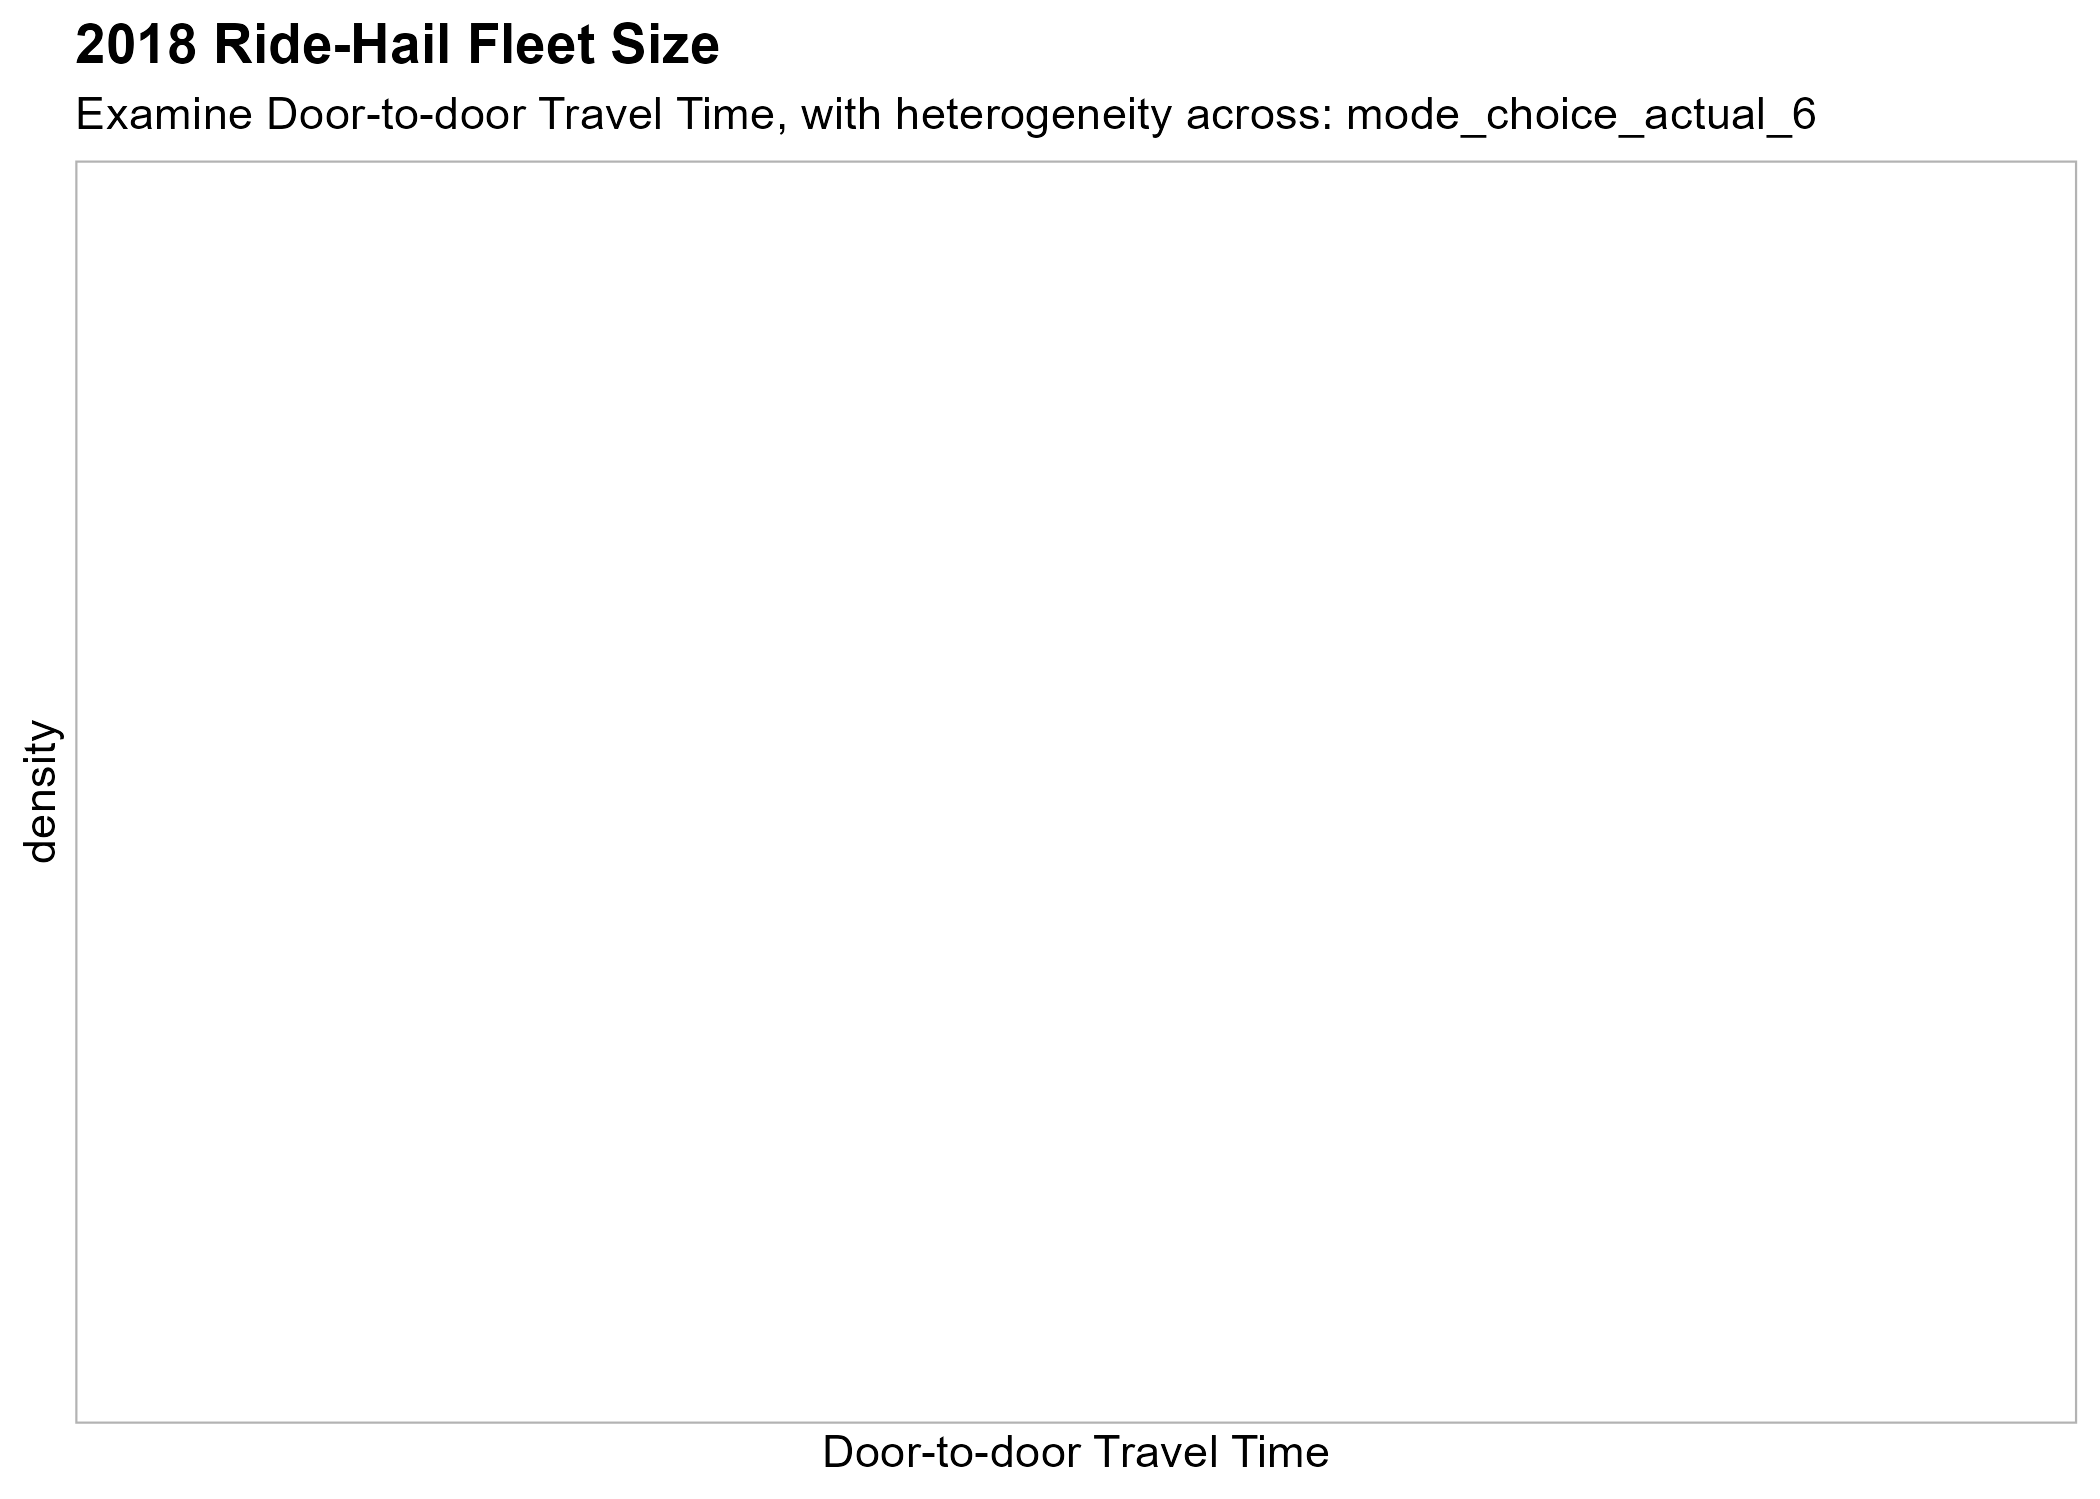 2018 Ride-Hail Fleet Size
Examine Door-to-door Travel Time, with heterogeneity across: mode_choice_actual_6
density
Door-to-door Travel Time